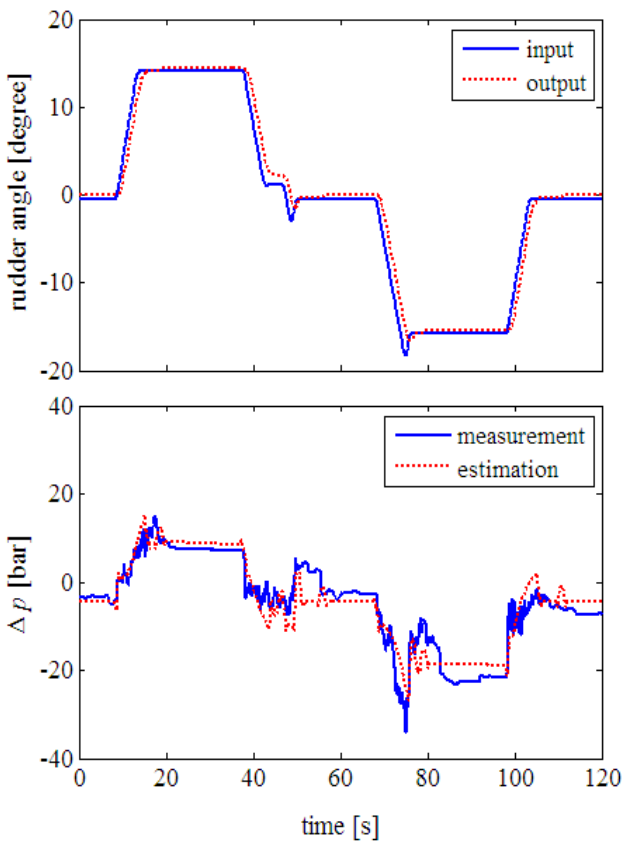 20
10
0
-10
-20
rudder angle [degree]
input
output
40
20
0
-20
-40
Δ p [bar]
measurement
estimation
0 20 40 60 80 100 120
time [s]